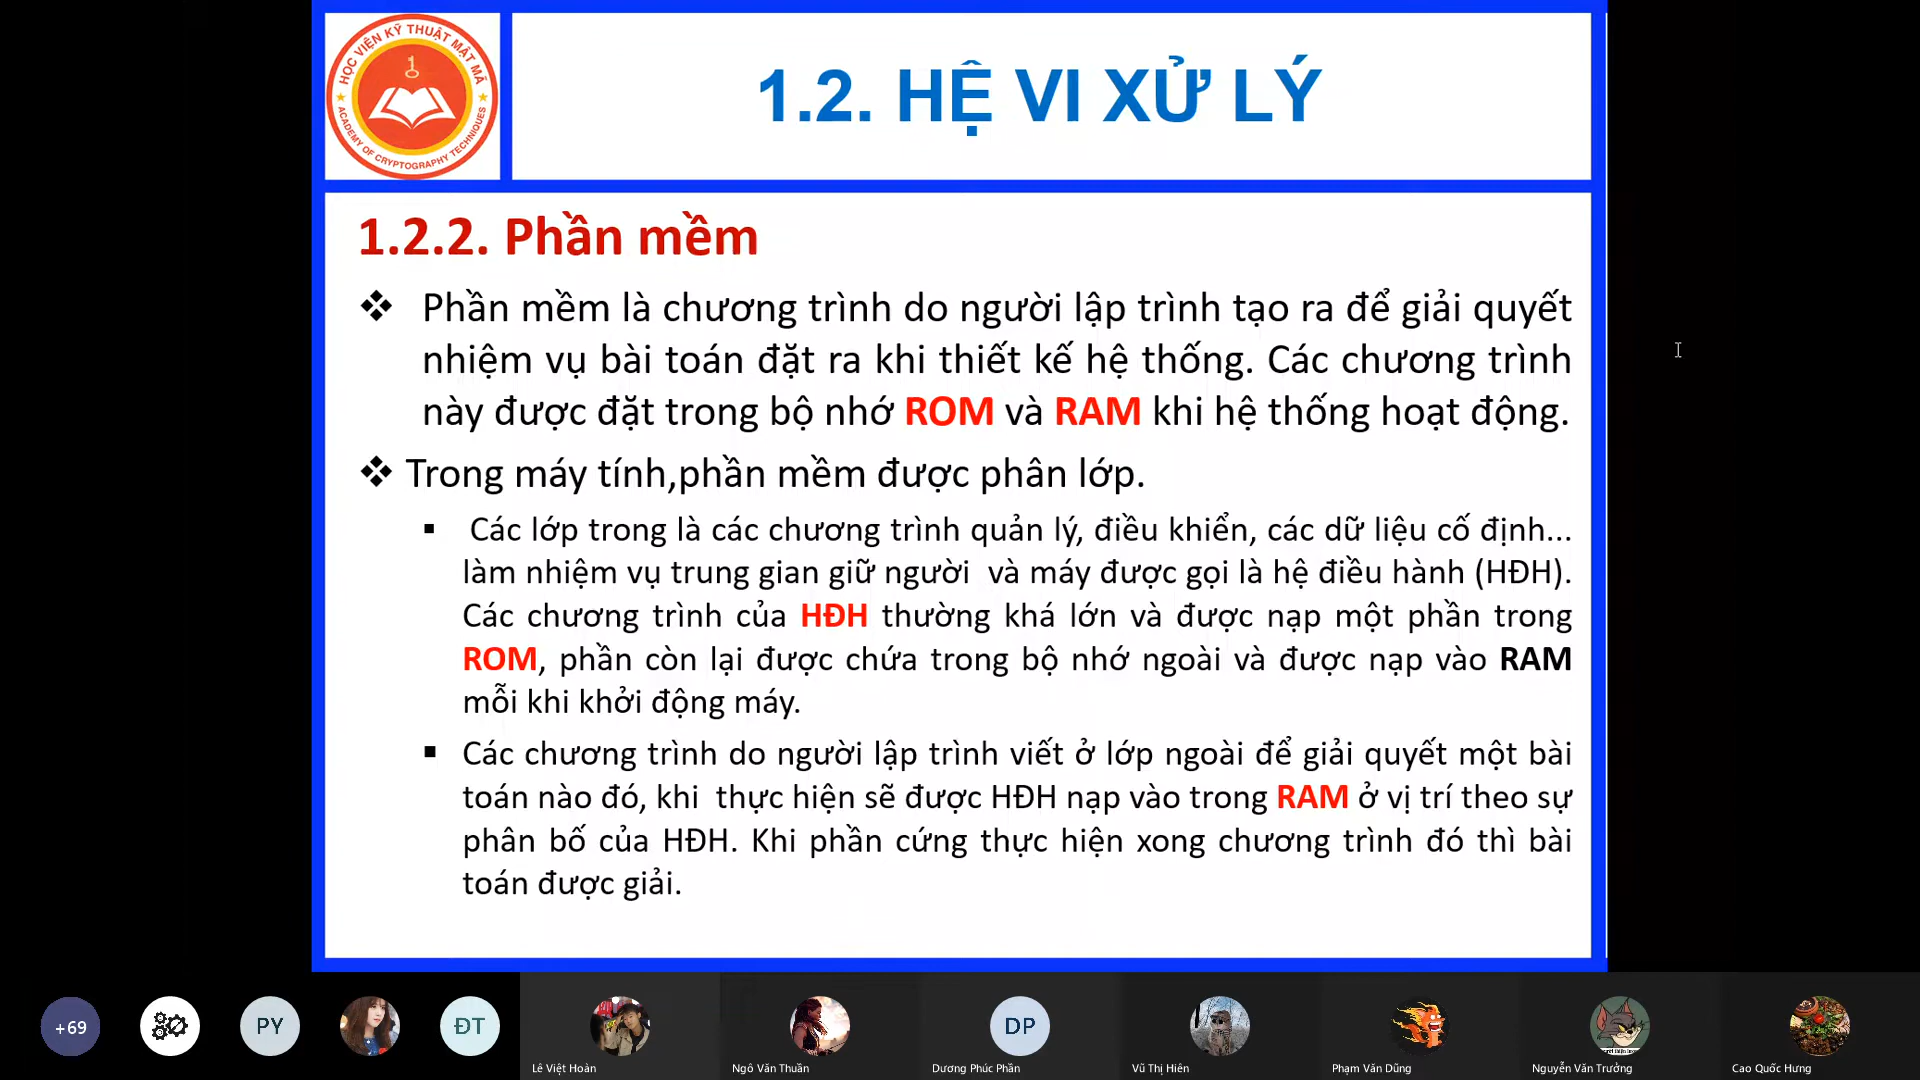 HỌC VIỆN KỸ THUẬT MẬT MÃ
ACADEMY OF CRYPTOGRAPHY TECHNIQUES
1.2. HỆ VI XỬ LÝ
1.2.2. Phần mềm
❖ Phần mềm là chương trình do người lập trình tạo ra để giải quyết
nhiệm vụ bài toán đặt ra khi thiết kế hệ thống. Các chương trình
này được đặt trong bộ nhớ ROM và RAM khi hệ thống hoạt động.
❖ Trong máy tính,phần mềm được phân lớp.
▪ Các lớp trong là các chương trình quản lý, điều khiển, các dữ liệu cố định...
làm nhiệm vụ trung gian giữ người và máy được gọi là hệ điều hành (HĐH).
Các chương trình của HĐH thường khá lớn và được nạp một phần trong
ROM, phần còn lại được chứa trong bộ nhớ ngoài và được nạp vào RAM
mỗi khi khởi động máy.
▪ Các chương trình do người lập trình viết ở lớp ngoài để giải quyết một bài
toán nào đó, khi thực hiện sẽ được HĐH nạp vào trong RAM ở vị trí theo sự
phân bố của HĐH. Khi phần cứng thực hiện xong chương trình đó thì bài
toán được giải.
+69
PY
ĐT
DP
Lê Việt Hoàn
Ngô Văn Thuần
Dương Phúc Phần
Vũ Thị Hiên
Phạm Văn Dũng
Nguyễn Văn Trưởng
Cao Quốc Hưng